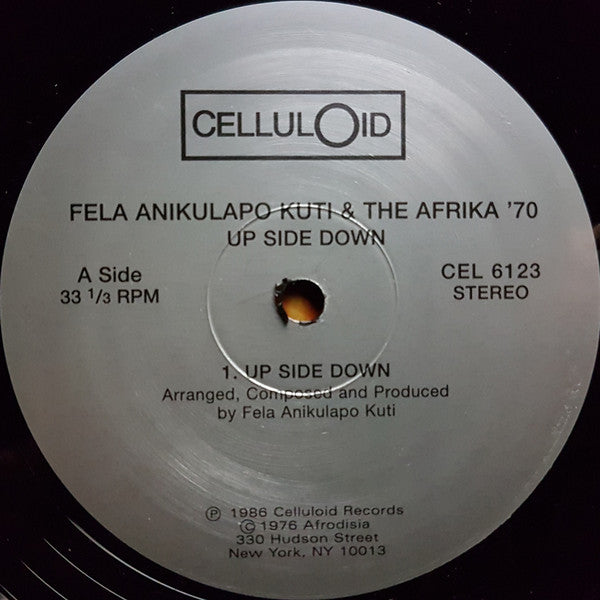 CELLULOID
FELA ANIKULAPO KUTI & THE AFRIKA '70
UP SIDE DOWN
A Side
33 1/3 RPM
CEL 6123
STEREO
1. UP SIDE DOWN
Arranged, Composed and Produced
by Fela Anikulapo Kuti
℗ 1986 Celluloid Records
© 1976 Afrodisia
330 Hudson Street
New York, NY 10013